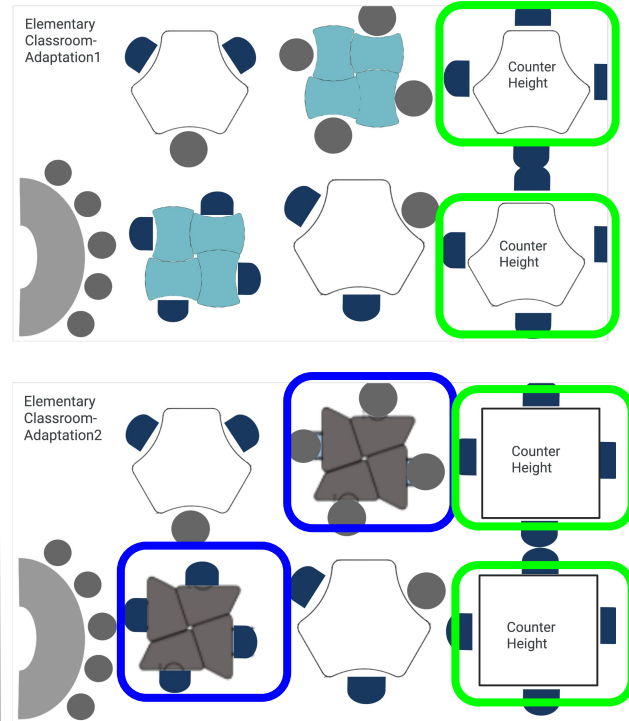 Elementary
Classroom-
Adaptation1
Counter
Height
Counter
Height
Elementary
Classroom-
Adaptation2
Counter
Height
Counter
Height